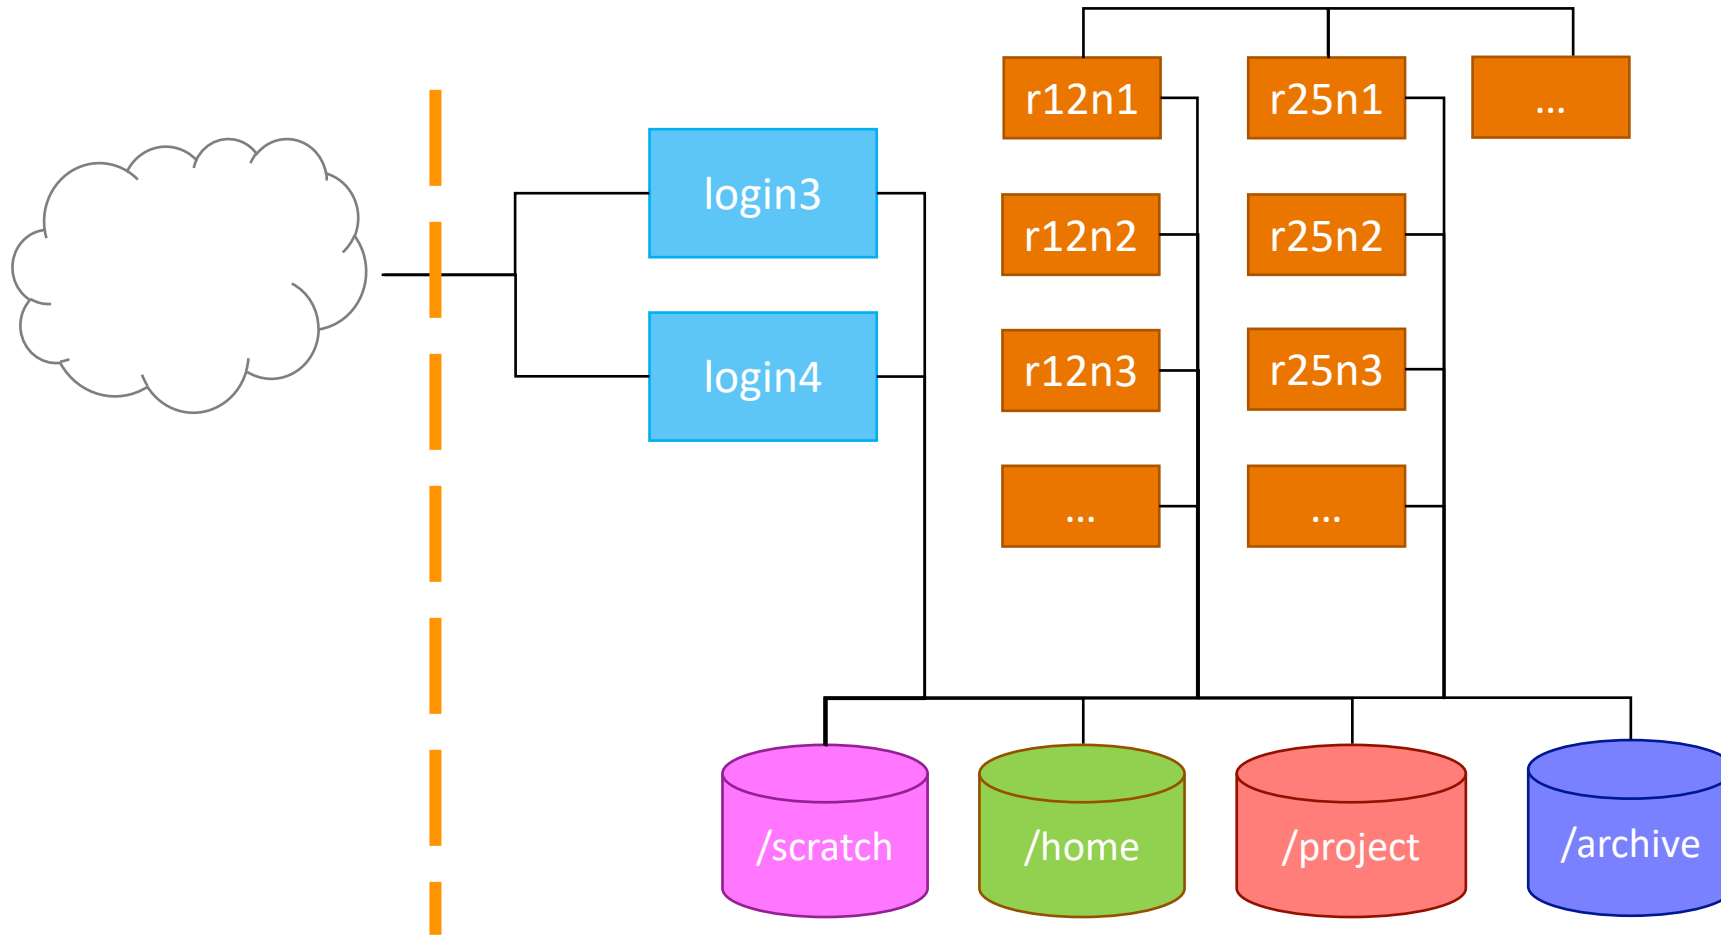 login3
login4
r12n1
r12n2
r12n3
...
r25n1
r25n2
r25n3
...
...
/scratch
/home
/project
/archive